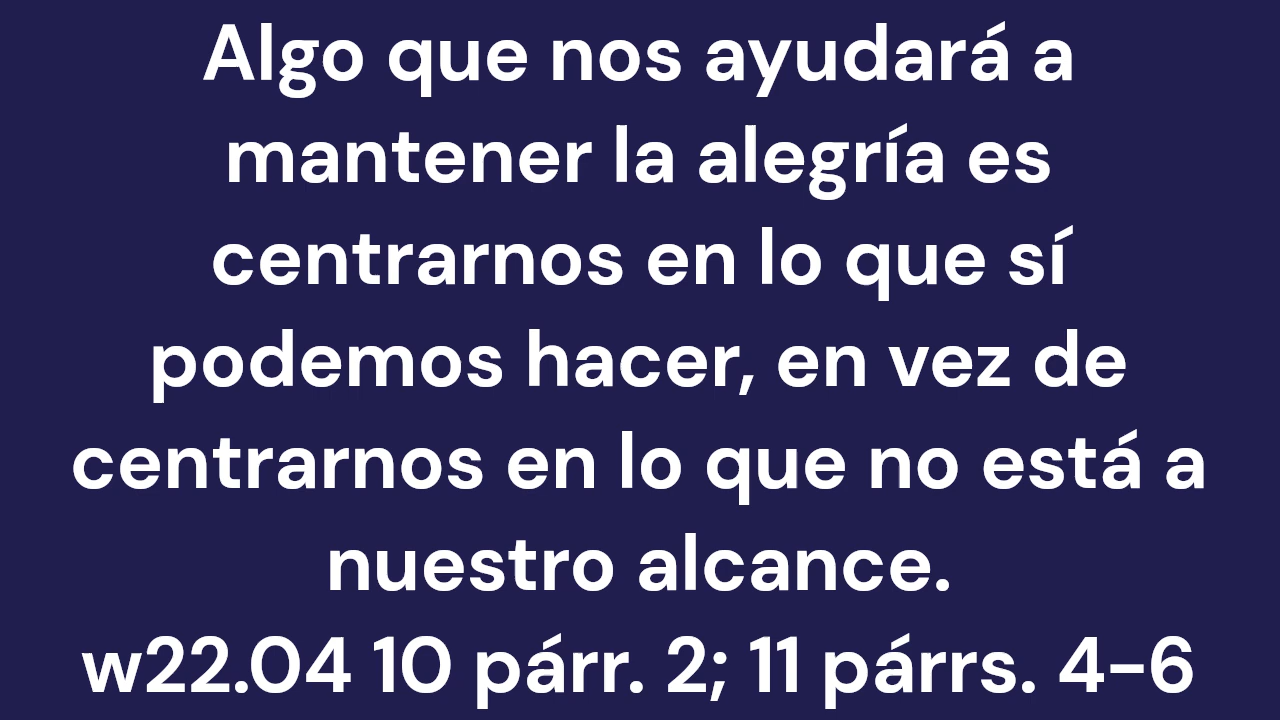 Algo que nos ayudará a
mantener la alegría es
centrarnos en lo que sí
podemos hacer, en vez de
centrarnos en lo que no está a
nuestro alcance.
w22.04 10 párr. 2; 11 párrs. 4-6